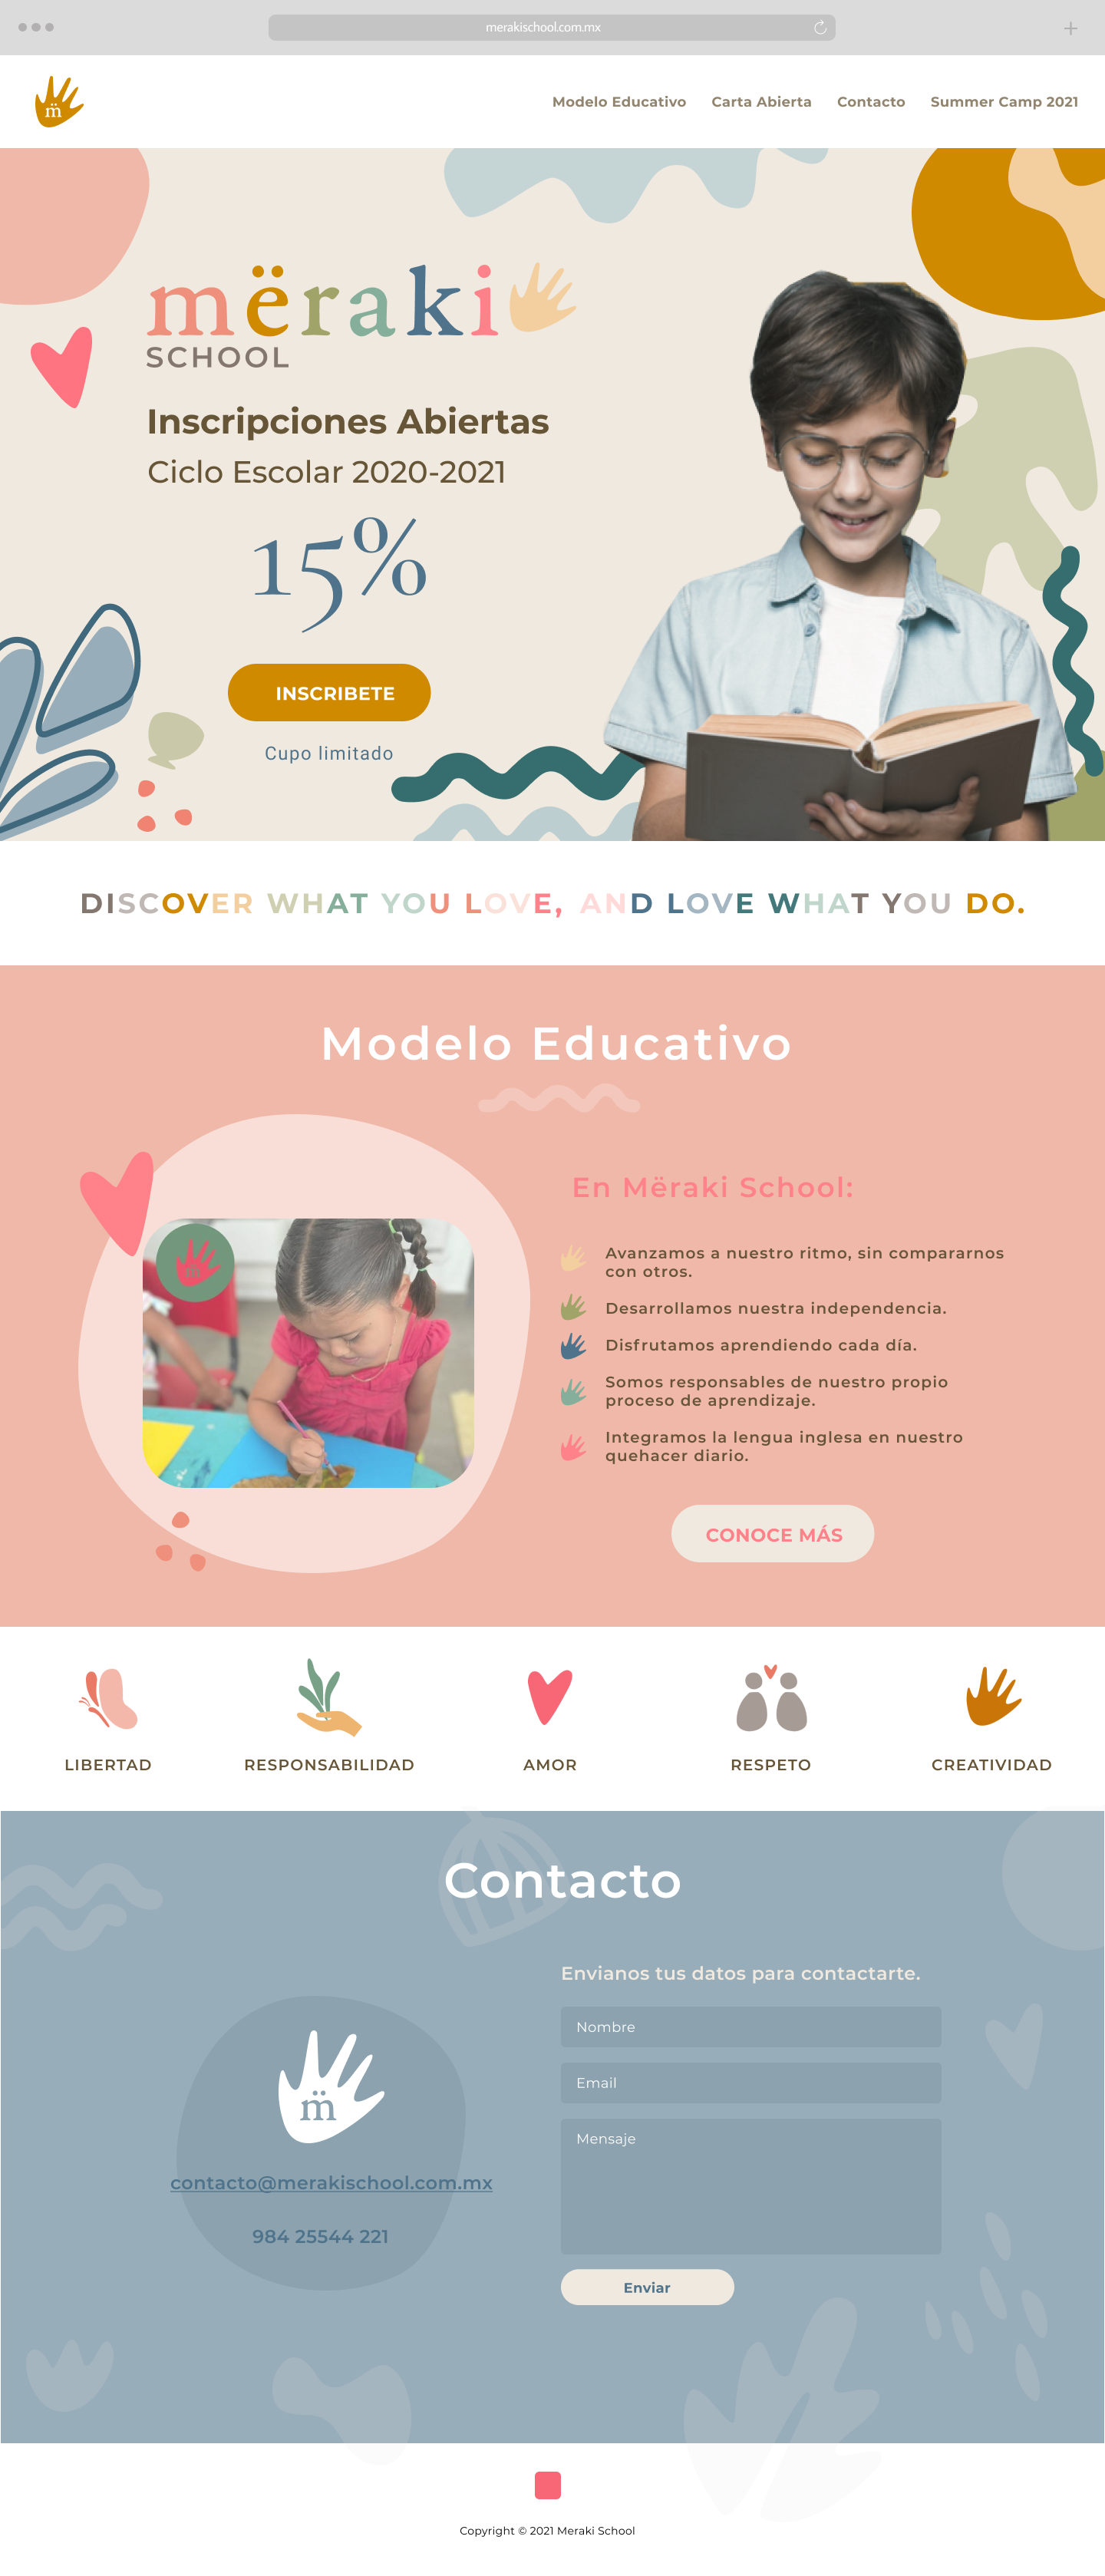 merakischool.com.mx
m̈
Modelo Educativo Carta Abierta Contacto Summer Camp 2021
mëraki
SCHOOL
Inscripciones Abiertas
Ciclo Escolar 2020-2021
15%
INSCRIBETE
Cupo limitado
DISCOVER WHAT YOU LOVE, AND LOVE WHAT YOU DO.
Modelo Educativo
En Mëraki School:
m̈
Avanzamos a nuestro ritmo, sin compararnos
con otros.
Desarrollamos nuestra independencia.
Disfrutamos aprendiendo cada día.
Somos responsables de nuestro propio
proceso de aprendizaje.
Integramos la lengua inglesa en nuestro
quehacer diario.
CONOCE MÁS
LIBERTAD RESPONSABILIDAD AMOR RESPETO CREATIVIDAD
Contacto
Envianos tus datos para contactarte.
Nombre
Email
Mensaje
Enviar
m̈
contacto@merakischool.com.mx
984 25544 221
Copyright © 2021 Meraki School